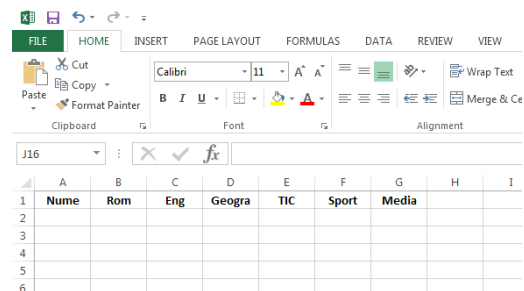 FILE HOME INSERT PAGE LAYOUT FORMULAS DATA REVIEW VIEW
Cut
Copy
Format Painter
Paste
Calibri 11
B I U A
Wrap Text
Merge & Ce
Clipboard Font Alignment
J16 fx
A B C D E F G H I
1 Nume Rom Eng Geogra TIC Sport Media
2
3
4
5
6